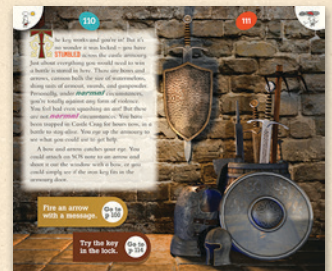 110
111
The key works and you're in! But it's
no wonder it was locked – you have
STUMBLED across the castle armoury.
Just about everything you would need to win
a battle is stored in here. There are bows and
arrows, cannon balls the size of watermelons,
shiny suits of armour, swords, and gunpowder.
Personally, under normal circumstances,
you're totally against any form of violence.
You feel bad even squashing an ant! But these
are not normal circumstances. You have
been trapped in Castle Crag for hours now, in a
battle to stay alive. You eye up the armoury to
see what you could use to get help.
A bow and arrow catches your eye. You
could attach an SOS note to an arrow and
shoot it out the window with a bow, or you
could simply see if the iron key fits in the
armoury door.
Fire an arrow
with a message.
Go to
p 100
Try the key
in the lock.
Go to
p 114